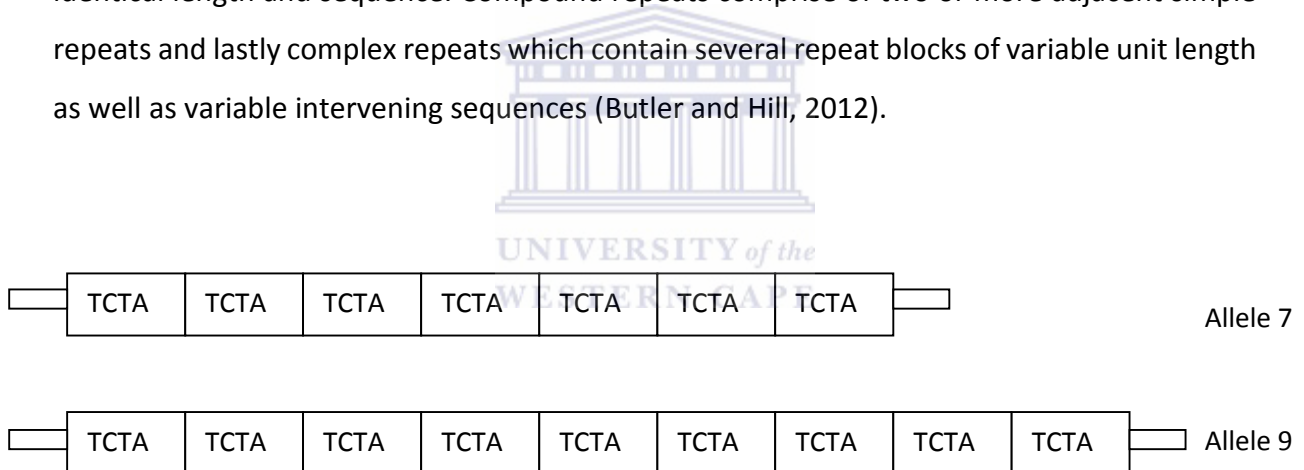 identical length and sequence. Compound repeats comprise of two or more adjacent simple
repeats and lastly complex repeats which contain several repeat blocks of variable unit length
as well as variable intervening sequences (Butler and Hill, 2012).
UNIVERSITY of the
WESTERN CAPE
TCTA TCTA TCTA TCTA TCTA TCTA TCTA Allele 7
TCTA TCTA TCTA TCTA TCTA TCTA TCTA TCTA TCTA Allele 9